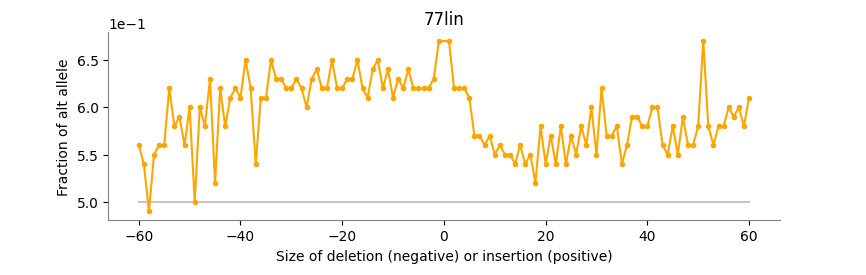 77lin
1e−1
6.5
6.0
5.5
5.0
Fraction of alt allele
−60 −40 −20 0 20 40 60
Size of deletion (negative) or insertion (positive)